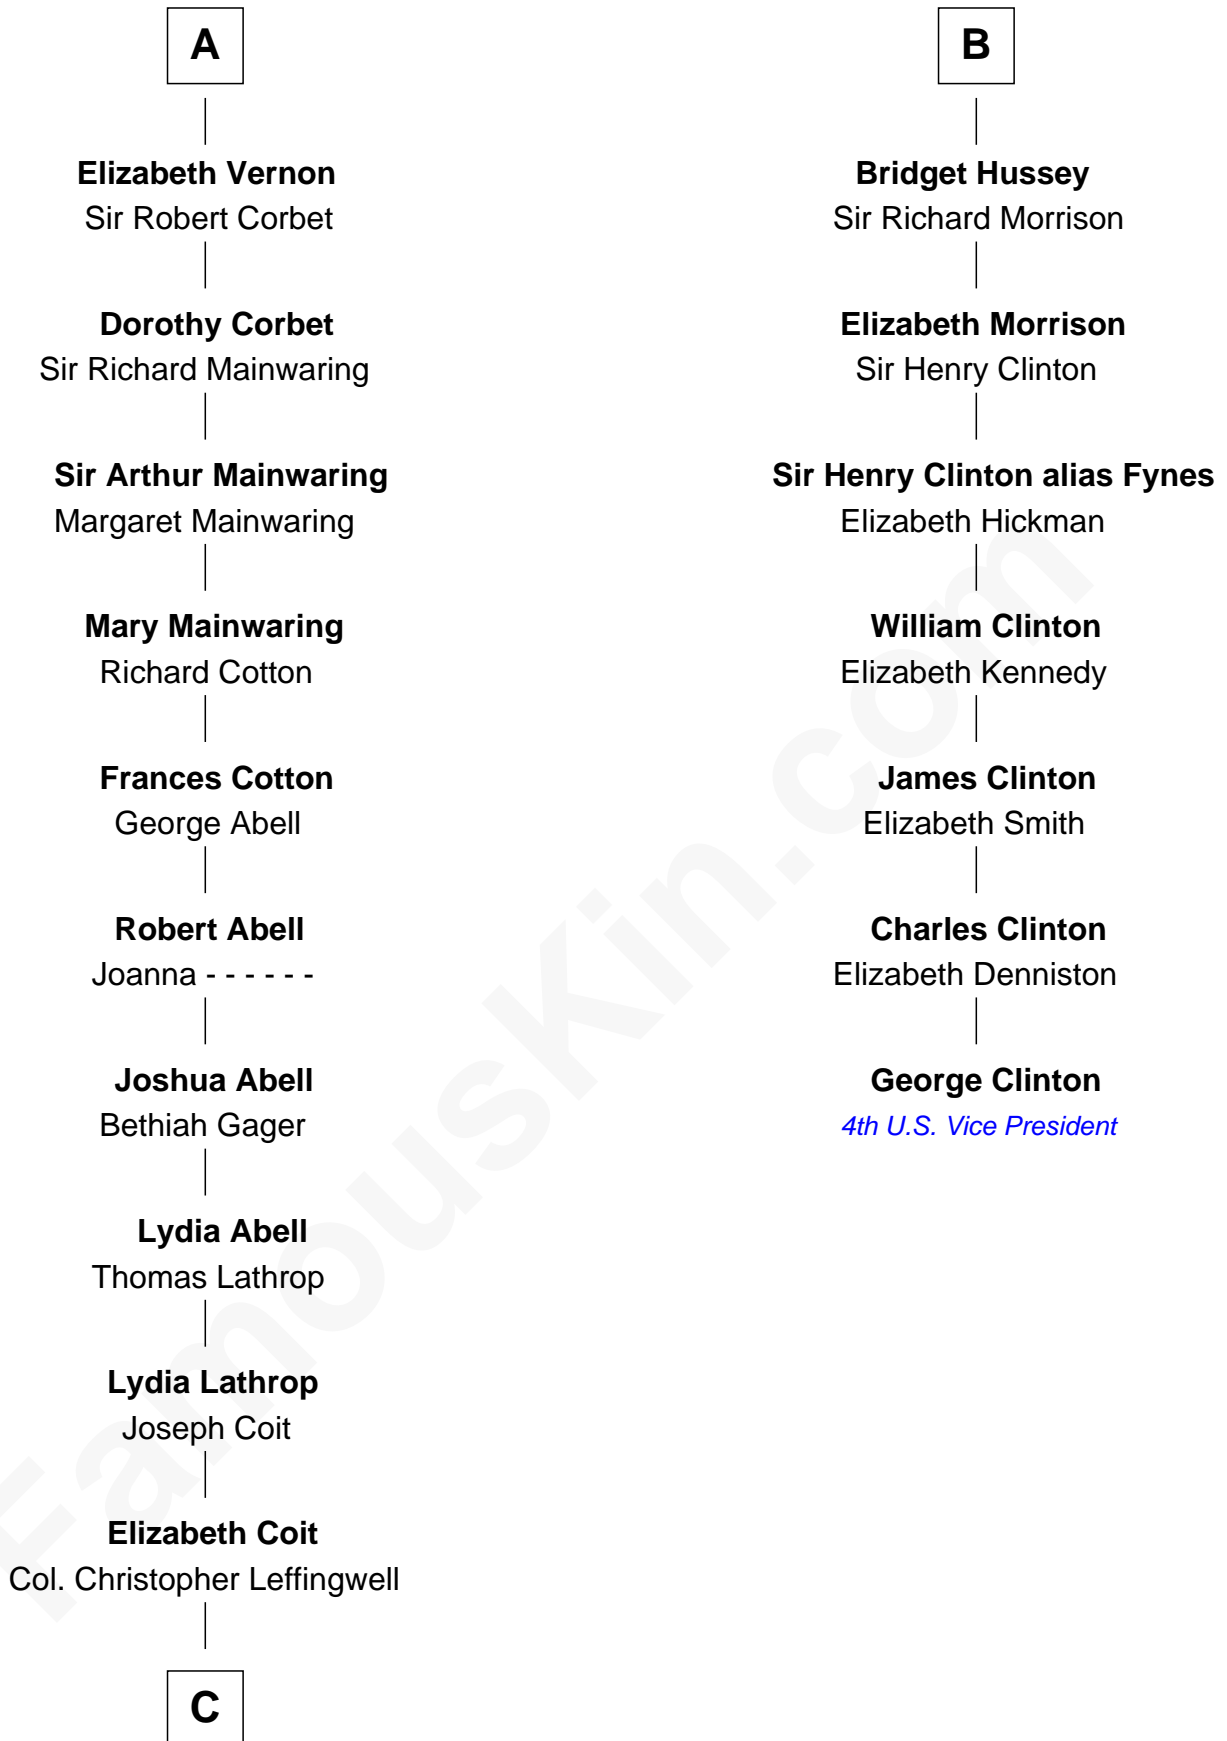 A
Elizabeth Vernon
Sir Robert Corbet
Dorothy Corbet
Sir Richard Mainwaring
Sir Arthur Mainwaring
Margaret Mainwaring
Mary Mainwaring
Richard Cotton
Frances Cotton
George Abell
Robert Abell
Joanna - - - - - -
Joshua Abell
Bethiah Gager
Lydia Abell
Thomas Lathrop
Lydia Lathrop
Joseph Coit
Elizabeth Coit
Col. Christopher Leffingwell
C
B
Bridget Hussey
Sir Richard Morrison
Elizabeth Morrison
Sir Henry Clinton
Sir Henry Clinton alias Fynes
Elizabeth Hickman
William Clinton
Elizabeth Kennedy
James Clinton
Elizabeth Smith
Charles Clinton
Elizabeth Denniston
George Clinton
4th U.S. Vice President
FamousKin.com